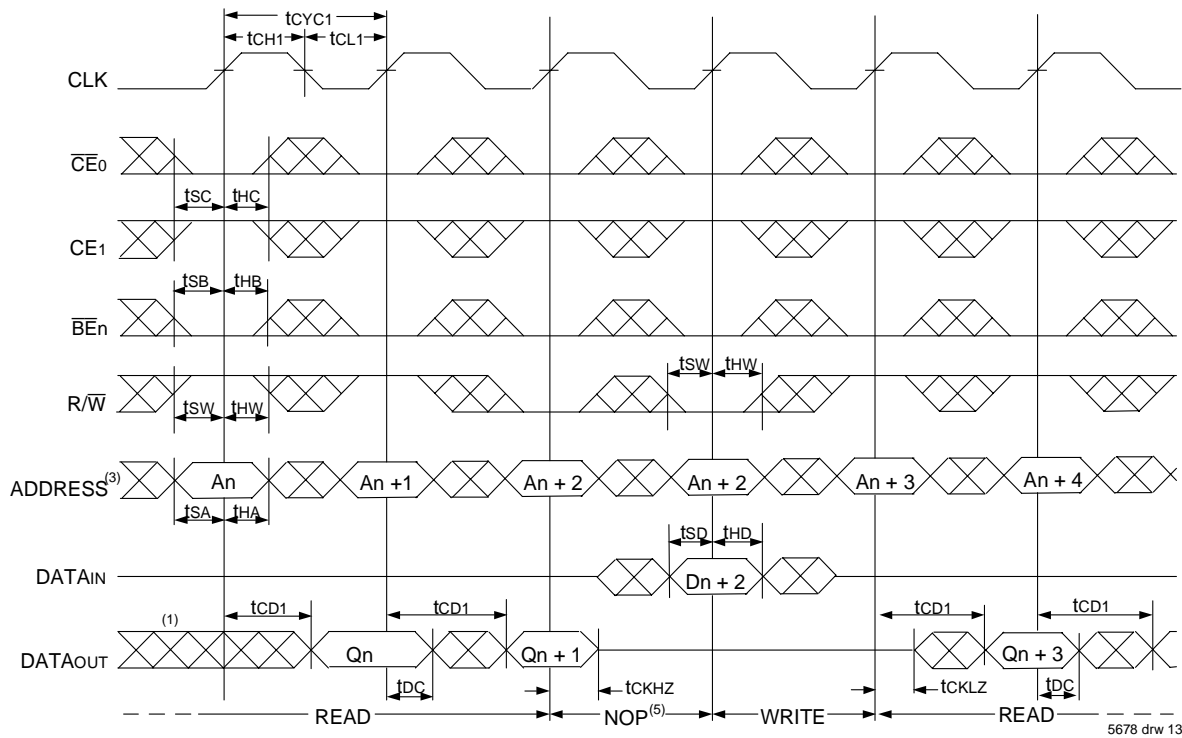 tCYC1
tCH1 tCL1
CLK
CE0
tSC tHC
CE1
tSB tHB
BEn
tSW tHW
R/W
tSW tHW
ADDRESS(3) An An +1 An + 2 An + 2 An + 3 An + 4
tSA tHA
tSD tHD
DATAIN Dn + 2
(1) tCD1 tCD1 tCD1 tCD1
DATAOUT Qn Qn + 1 Qn + 3
tDC tCKHZ tCKLZ tDC
READ NOP(5) WRITE READ
5678 drw 13